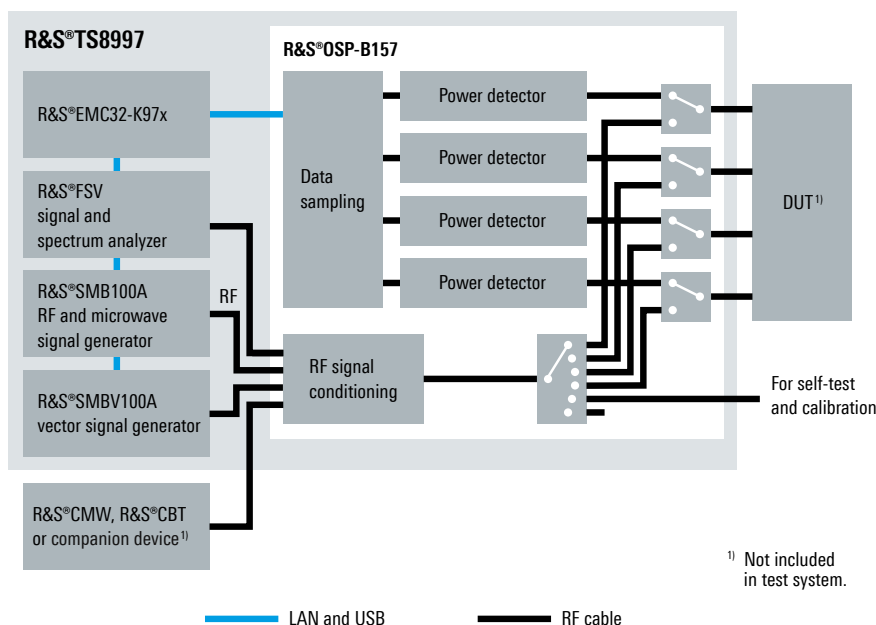 R&S®TS8997
R&S®OSP-B157
R&S®EMC32-K97x
R&S®FSV
signal and
spectrum analyzer
R&S®SMB100A
RF and microwave
signal generator
R&S®SMBV100A
vector signal generator
R&S®CMW, R&S®CBT
or companion device¹⁾
RF
Data
sampling
Power detector
Power detector
Power detector
Power detector
RF signal
conditioning
DUT¹⁾
For self-test
and calibration
¹⁾ Not included
in test system.
LAN and USB
RF cable